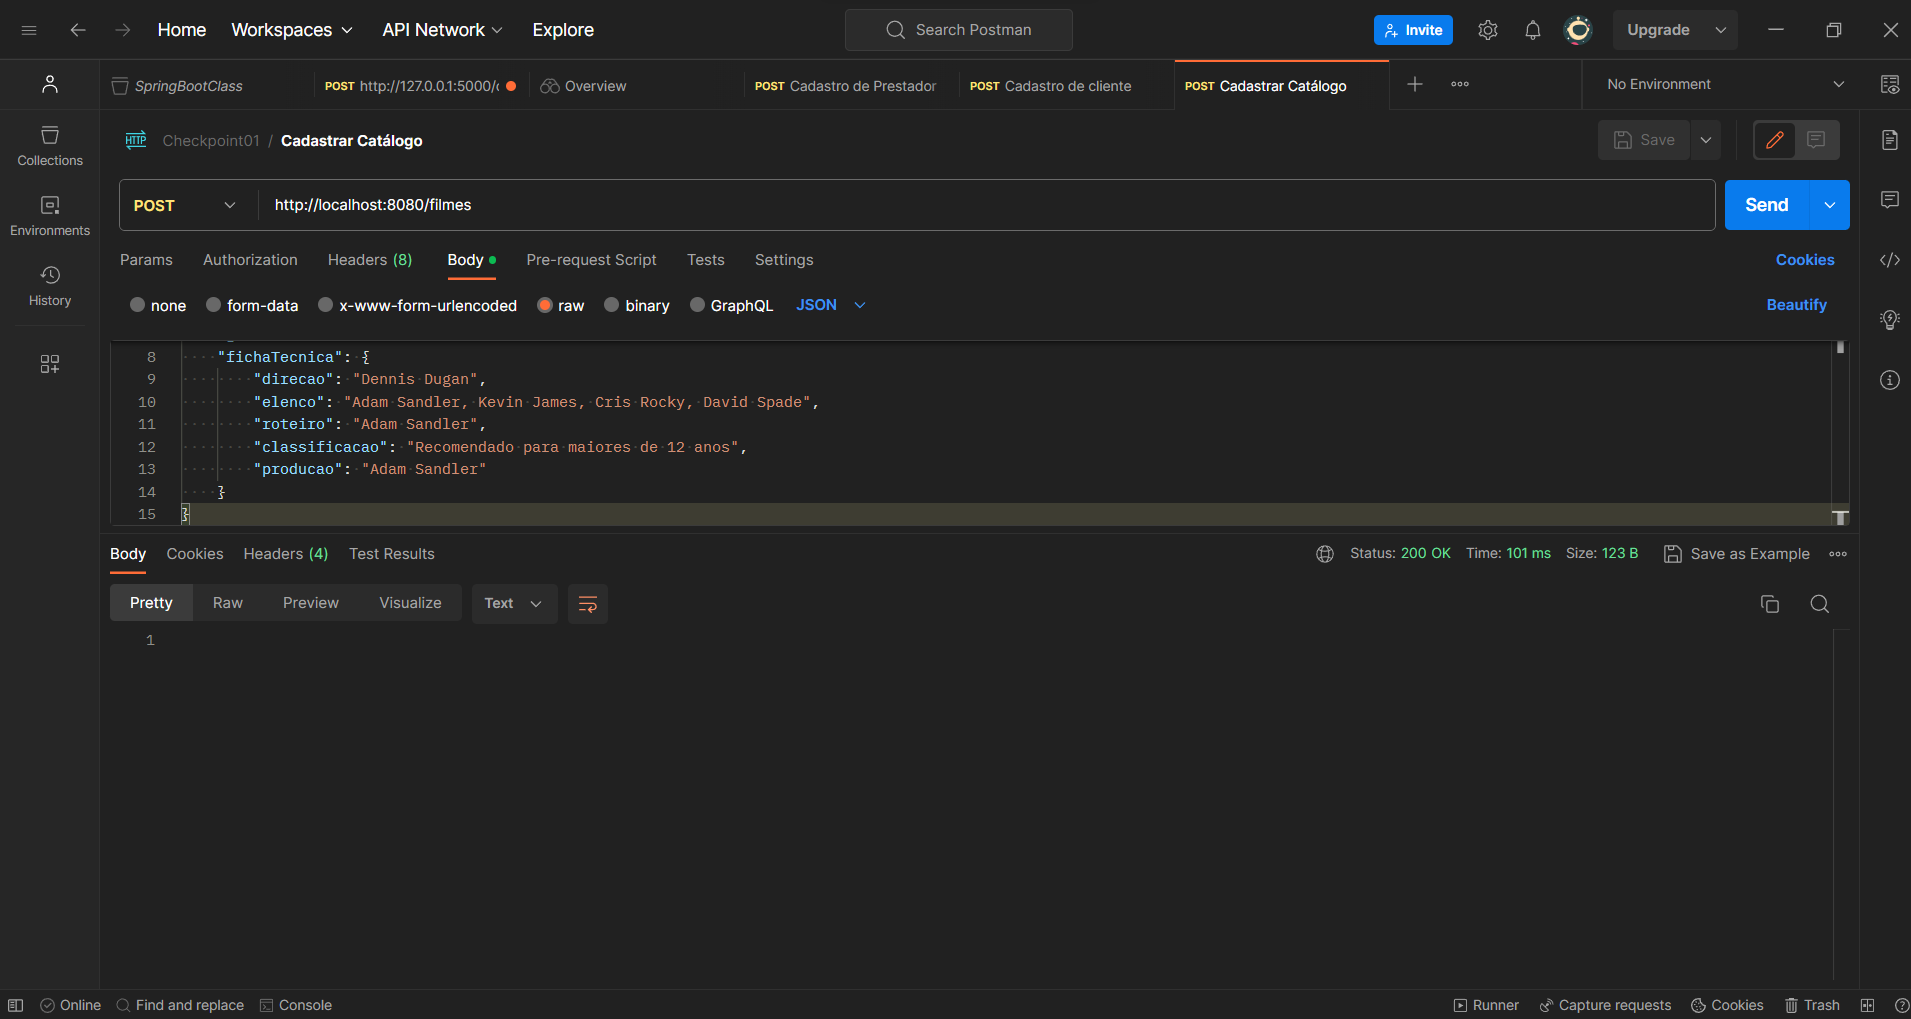 Home Workspaces API Network Explore Search Postman Invite Upgrade
SpringBootClass POST http://127.0.0.1:5000/c Overview POST Cadastro de Prestador POST Cadastro de cliente POST Cadastrar Catálogo No Environment
HTTP Checkpoint01 / Cadastrar Catálogo Save
Collections
POST http://localhost:8080/filmes Send
Environments
Params Authorization Headers (8) Body Pre-request Script Tests Settings Cookies
History
none form-data x-www-form-urlencoded raw binary GraphQL JSON Beautify
8 "fichaTecnica": {
9 "direcao": "Dennis Dugan",
10 "elenco": "Adam Sandler, Kevin James, Cris Rocky, David Spade",
11 "roteiro": "Adam Sandler",
12 "classificacao": "Recomendado para maiores de 12 anos",
13 "producao": "Adam Sandler"
14 }
15 }
Body Cookies Headers (4) Test Results Status: 200 OK Time: 101 ms Size: 123 B Save as Example
Pretty Raw Preview Visualize Text
1
Online Find and replace Console Runner Capture requests Cookies Trash